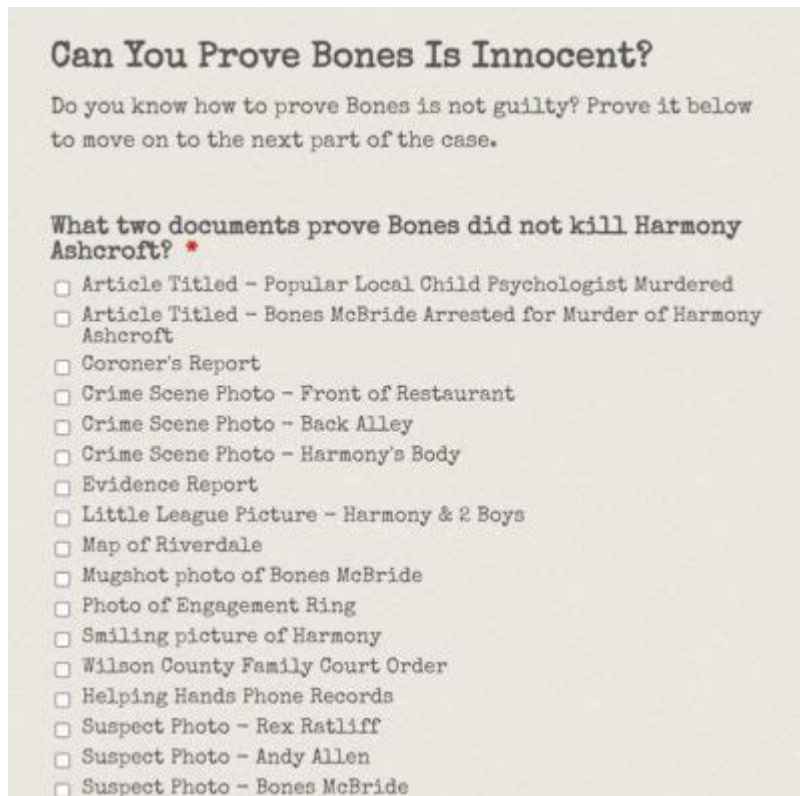 Can You Prove Bones Is Innocent?
Do you know how to prove Bones is not guilty? Prove it below
to move on to the next part of the case.
What two documents prove Bones did not kill Harmony
Ashcroft? *
Article Titled - Popular Local Child Psychologist Murdered
Article Titled - Bones McBride Arrested for Murder of Harmony
Ashcroft
Coroner's Report
Crime Scene Photo - Front of Restaurant
Crime Scene Photo - Back Alley
Crime Scene Photo - Harmony's Body
Evidence Report
Little League Picture - Harmony & 2 Boys
Map of Riverdale
Mugshot photo of Bones McBride
Photo of Engagement Ring
Smiling picture of Harmony
Wilson County Family Court Order
Helping Hands Phone Records
Suspect Photo - Rex Ratliff
Suspect Photo - Andy Allen
Suspect Photo - Bones McBride